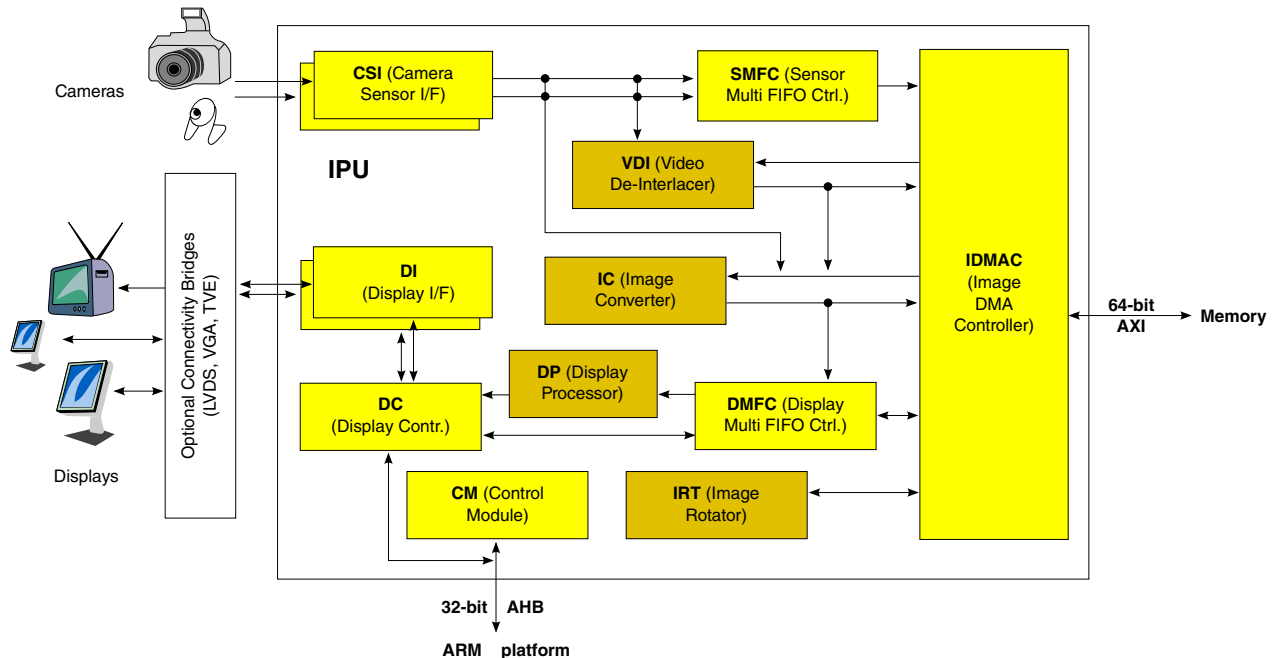 Cameras
CSI (Camera
Sensor I/F)
SMFC (Sensor
Multi FIFO Ctrl.)
IPU
VDI (Video
De-Interlacer)
Optional Connectivity Bridges
(LVDS, VGA, TVE)
DI
(Display I/F)
IC (Image
Converter)
IDMAC
(Image
DMA
Controller)
64-bit
AXI
Memory
DP (Display
Processor)
DC
(Display Contr.)
DMFC (Display
Multi FIFO Ctrl.)
Displays
CM (Control
Module)
IRT (Image
Rotator)
32-bit AHB
ARM platform